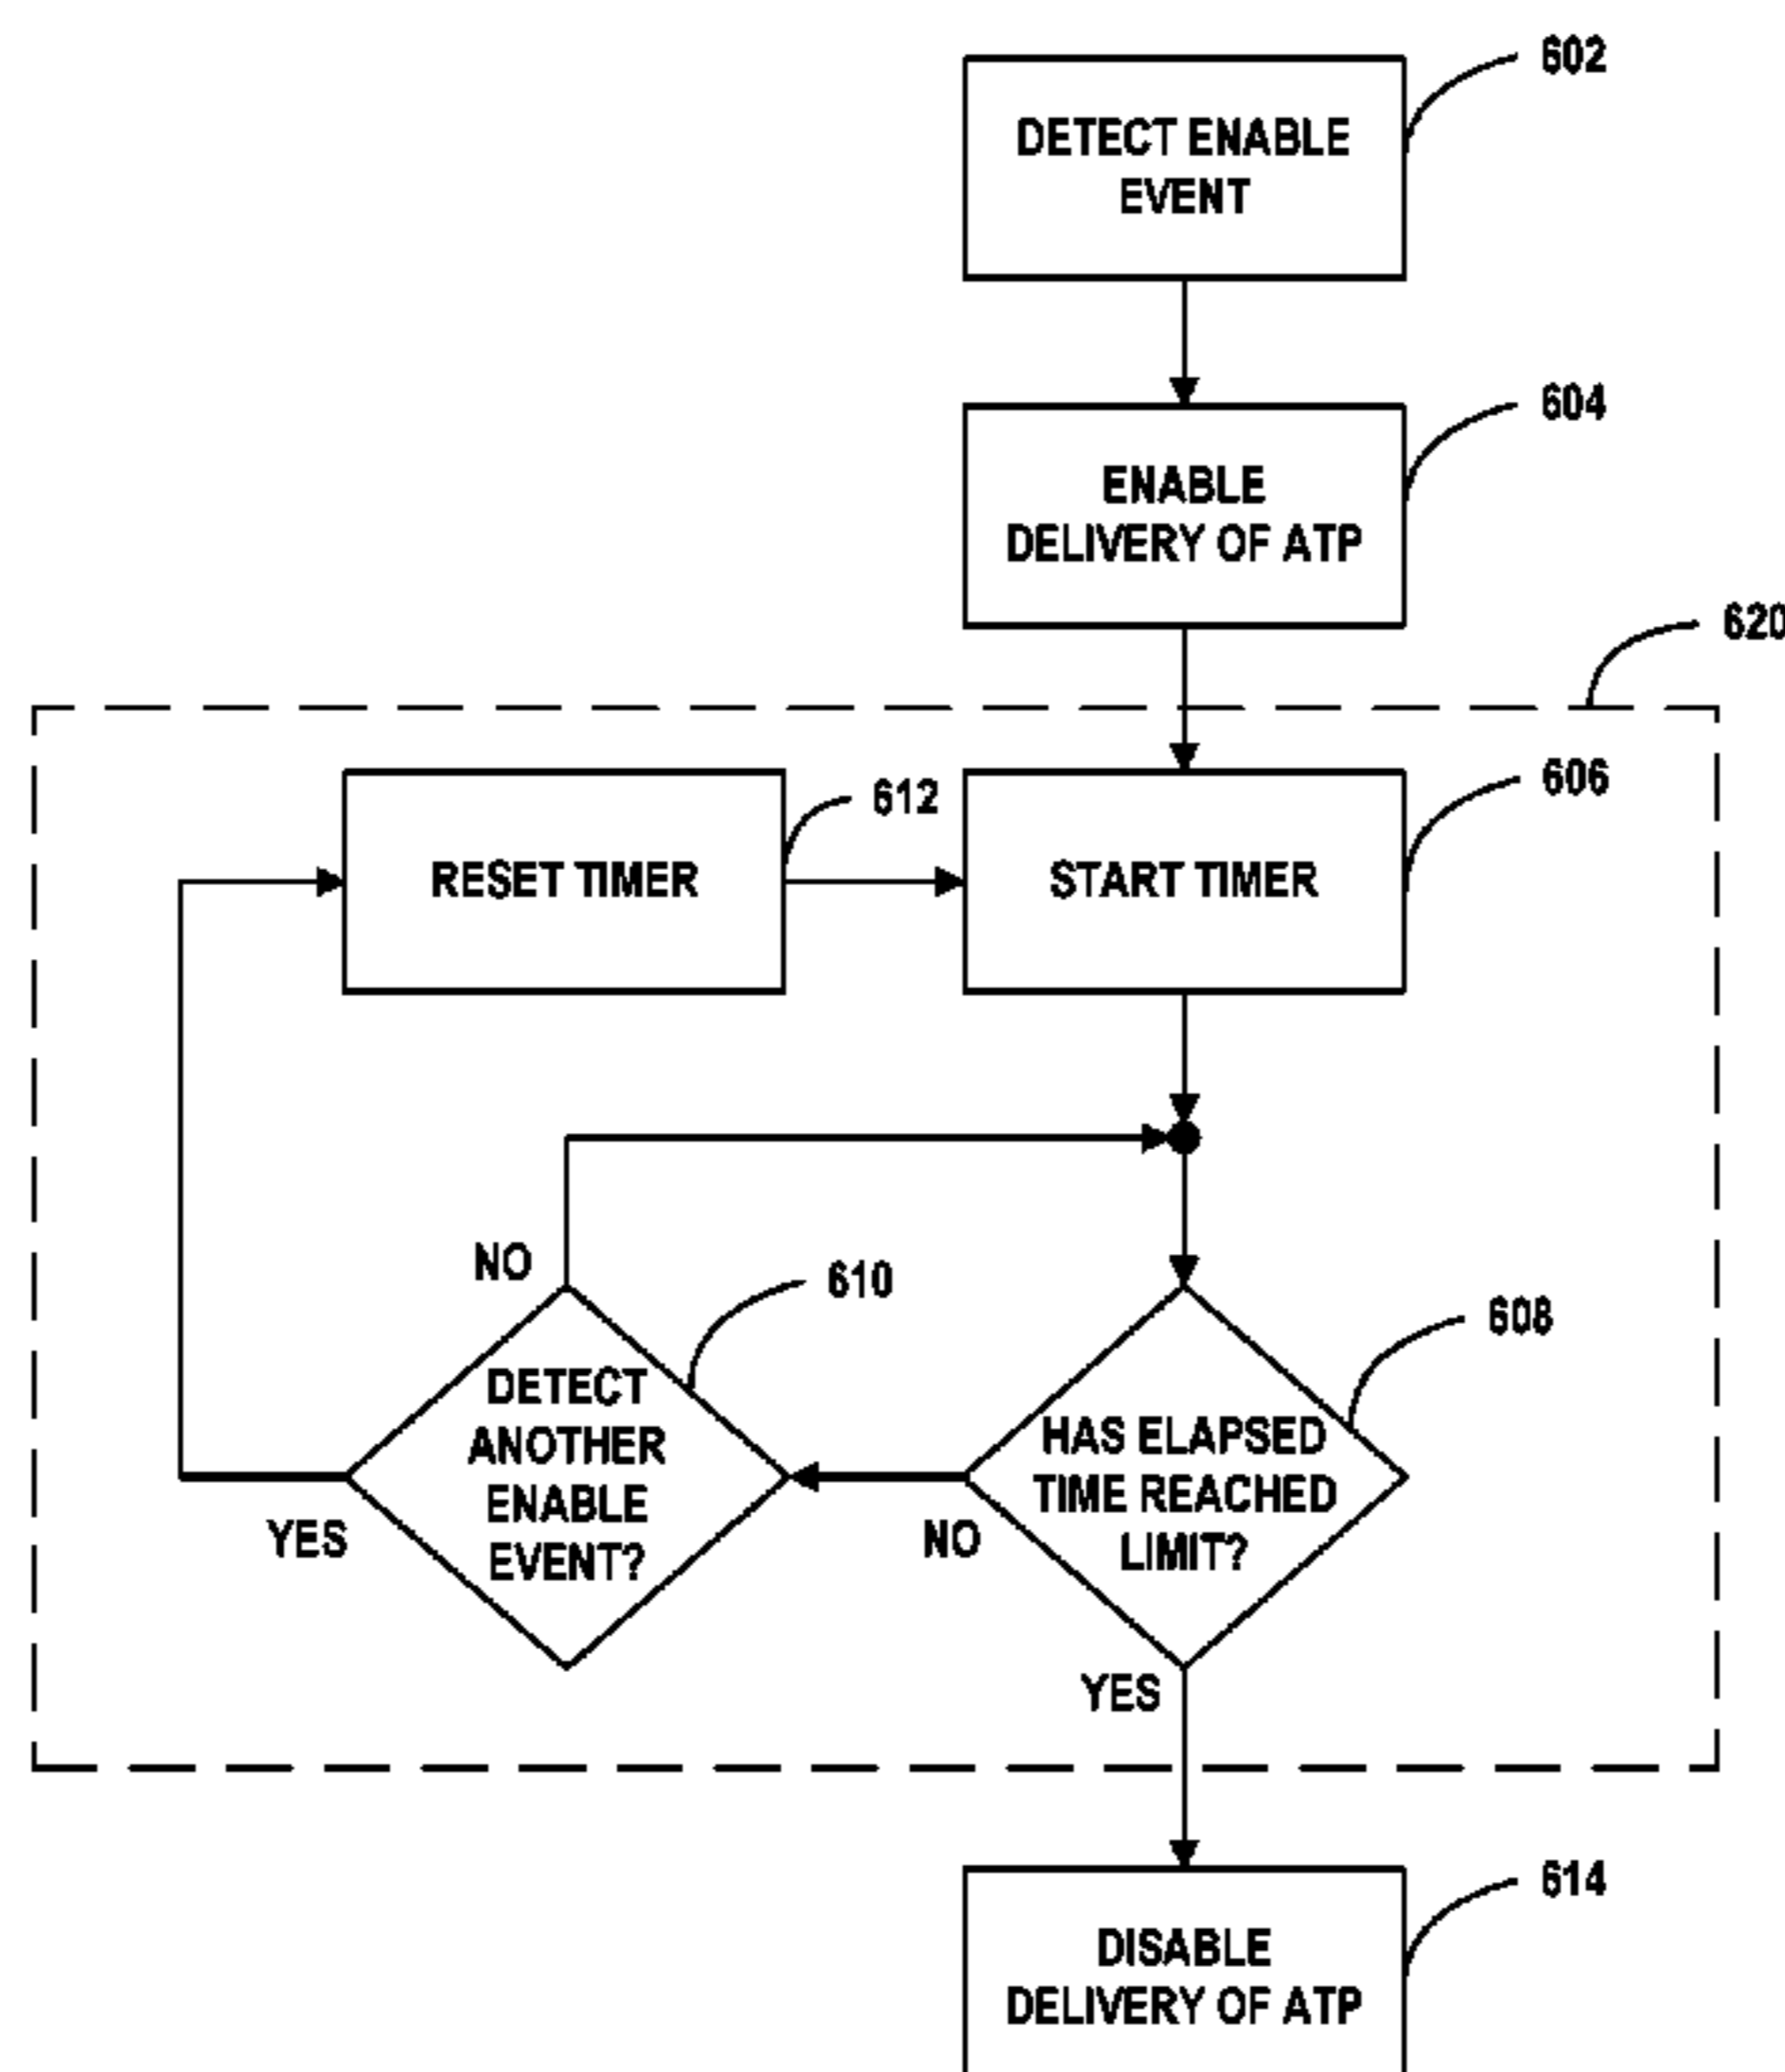 602
DETECT ENABLE
EVENT
604
ENABLE
DELIVERY OF ATP
620
612
606
RESET TIMER
START TIMER
NO
610
608
DETECT
ANOTHER
ENABLE
EVENT?
HAS ELAPSED
TIME REACHED
LIMIT?
YES
NO
YES
614
DISABLE
DELIVERY OF ATP